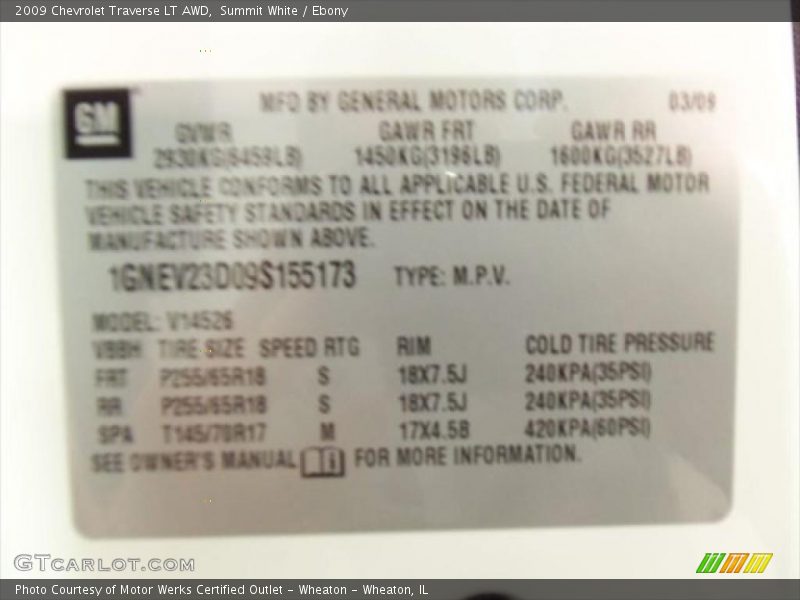 2009 Chevrolet Traverse LT AWD,  Summit White / Ebony
GM MFD BY GENERAL MOTORS CORP. 03/09
GVWR GAWR FRT GAWR RR
2930KG(6459LB) 1450KG(3196LB) 1600KG(3527LB)
THIS VEHICLE CONFORMS TO ALL APPLICABLE U.S. FEDERAL MOTOR
VEHICLE SAFETY STANDARDS IN EFFECT ON THE DATE OF
MANUFACTURE SHOWN ABOVE.
1GNEV23D09S155173 TYPE: M.P.V.
MODEL: V14526
TIRE SIZE SPEED RTG RIM COLD TIRE PRESSURE
FRT P255/65R18 S 18X7.5J 240KPA(35PSI)
RR P255/65R18 S 18X7.5J 240KPA(35PSI)
SPA T145/70R17 M 17X4.5B 420KPA(60PSI)
SEE OWNER'S MANUAL FOR MORE INFORMATION.
GTCARLOT.COM
Photo Courtesy of Motor Werks Certified Outlet - Wheaton - Wheaton, IL